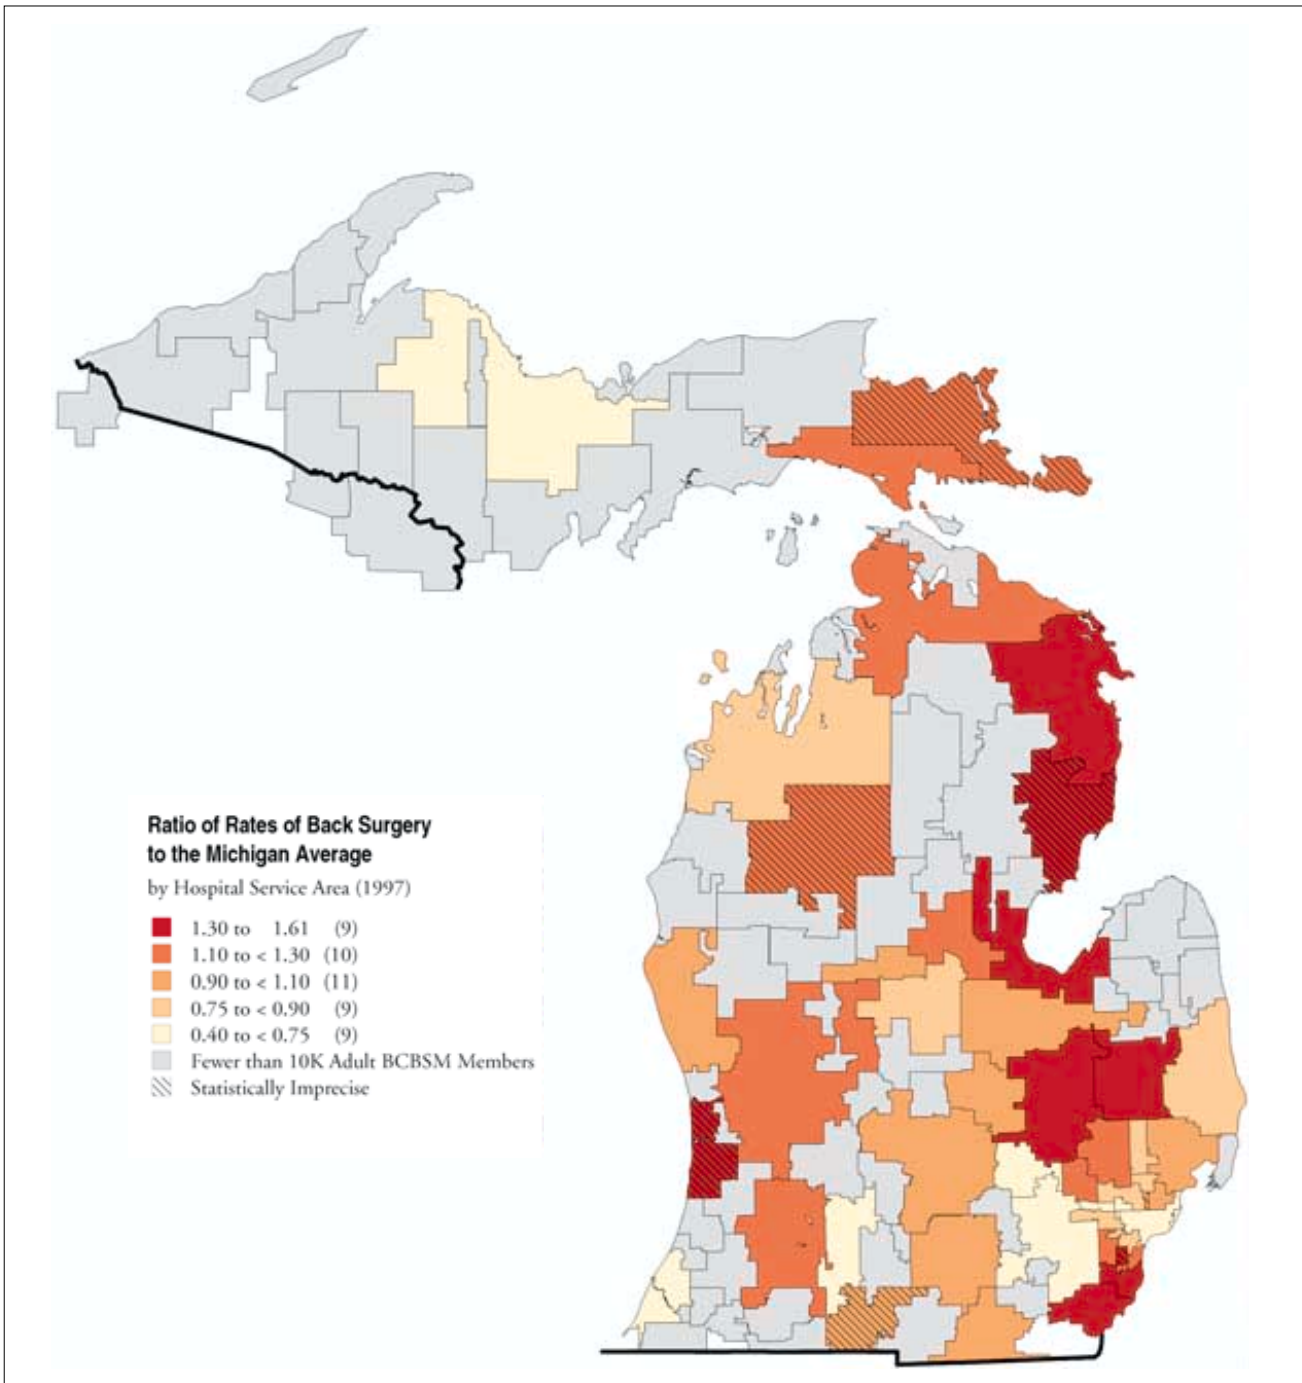 Ratio of Rates of Back Surgery
to the Michigan Average
by Hospital Service Area (1997)
1.30 to 1.61 (9)
1.10 to < 1.30 (10)
0.90 to < 1.10 (11)
0.75 to < 0.90 (9)
0.40 to < 0.75 (9)
Fewer than 10K Adult BCBSM Members
Statistically Imprecise